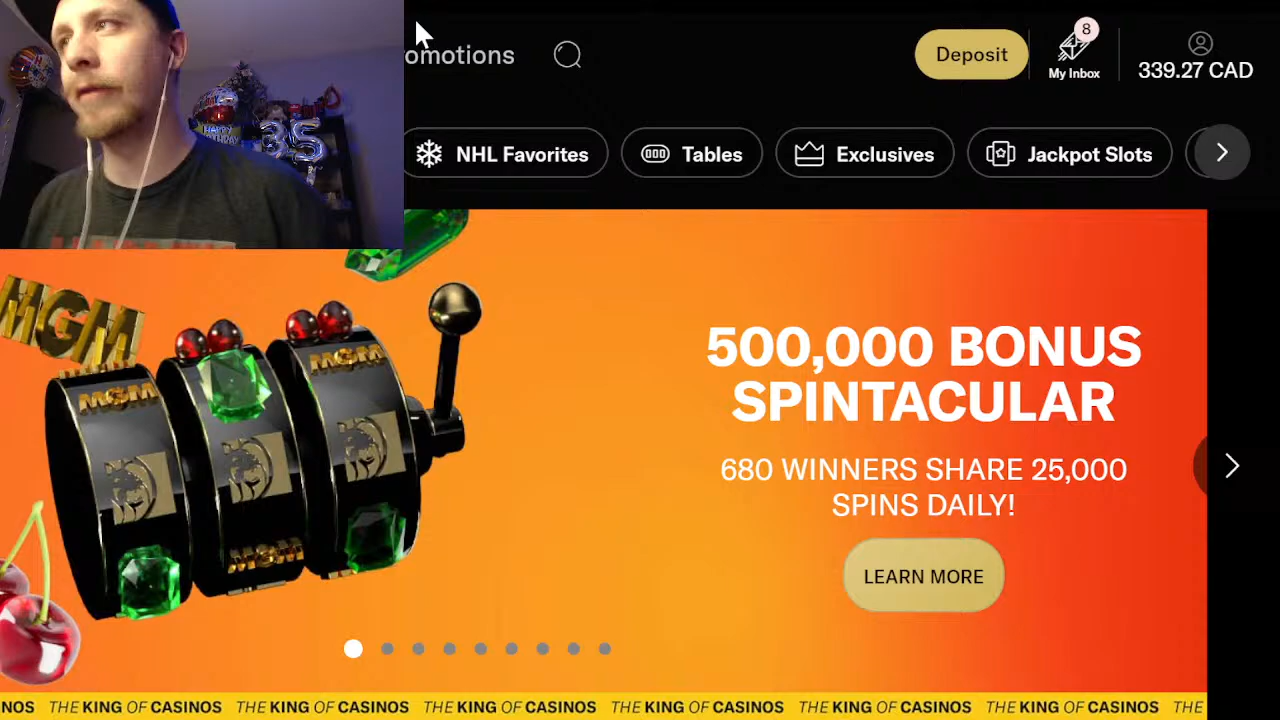 omotions
Deposit
8
My Inbox
339.27 CAD
NHL Favorites
Tables
Exclusives
Jackpot Slots
HAPPY
35
MGM
MGM
MGM
500,000 BONUS
SPINTACULAR
680 WINNERS SHARE 25,000
SPINS DAILY!
LEARN MORE
NOS THE KING OF CASINOS THE KING OF CASINOS THE KING OF CASINOS THE KING OF CASINOS THE KING OF CASINOS THE KING OF CASINOS THE